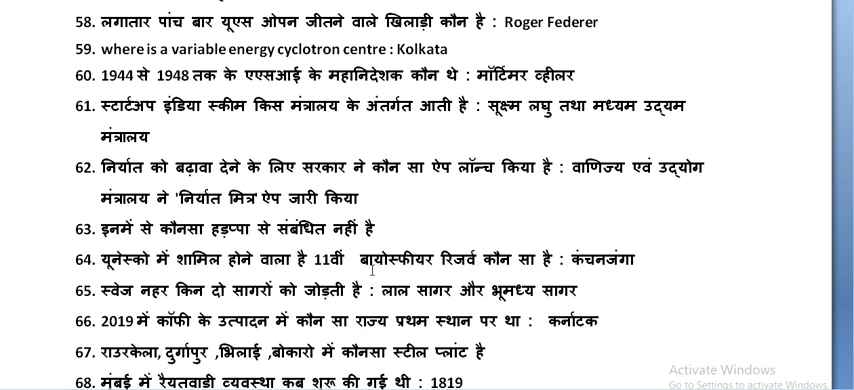 58. लगातार पांच बार यूएस ओपन जीतने वाले खिलाड़ी कौन है : Roger Federer
59. where is a variable energy cyclotron centre : Kolkata
60. 1944 से 1948 तक के एएसआई के महानिदेशक कौन थे : मॉर्टिमर व्हीलर
61. स्टार्टअप इंडिया स्कीम किस मंत्रालय के अंतर्गत आती है : सूक्ष्म लघु तथा मध्यम उद्यम
मंत्रालय
62. निर्यात को बढ़ावा देने के लिए सरकार ने कौन सा ऐप लॉन्च किया है : वाणिज्य एवं उद्योग
मंत्रालय ने 'निर्यात मित्र' ऐप जारी किया
63. इनमें से कौनसा हड़प्पा से संबंधित नहीं है
64. यूनेस्को में शामिल होने वाला है 11वीं बायोस्फीयर रिजर्व कौन सा है : कंचनजंगा
65. स्वेज नहर किन दो सागरों को जोड़ती है : लाल सागर और भूमध्य सागर
66. 2019 में कॉफी के उत्पादन में कौन सा राज्य प्रथम स्थान पर था : कर्नाटक
67. राउरकेला, दुर्गापुर ,भिलाई ,बोकारो में कौनसा स्टील प्लांट है
68. मुंबई में रैयतवाडी व्यवस्था कब शुरू की गई थी : 1819
Activate Windows
Go to Settings to activate Windows.